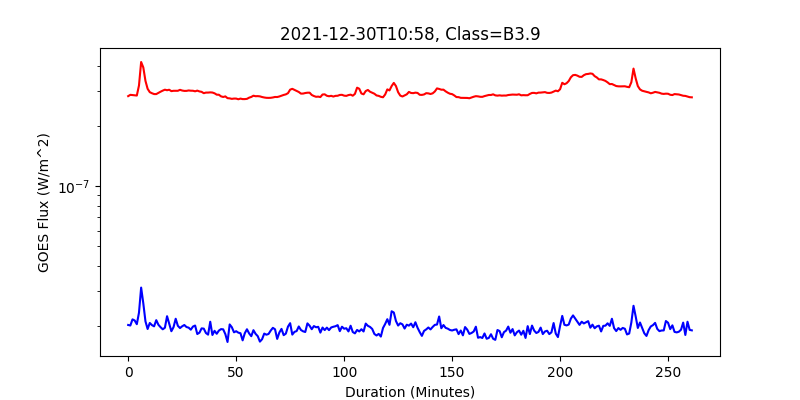 2021-12-30T10:58, Class=B3.9
GOES Flux (W/m^2)
10⁻⁷
0 50 100 150 200 250
Duration (Minutes)